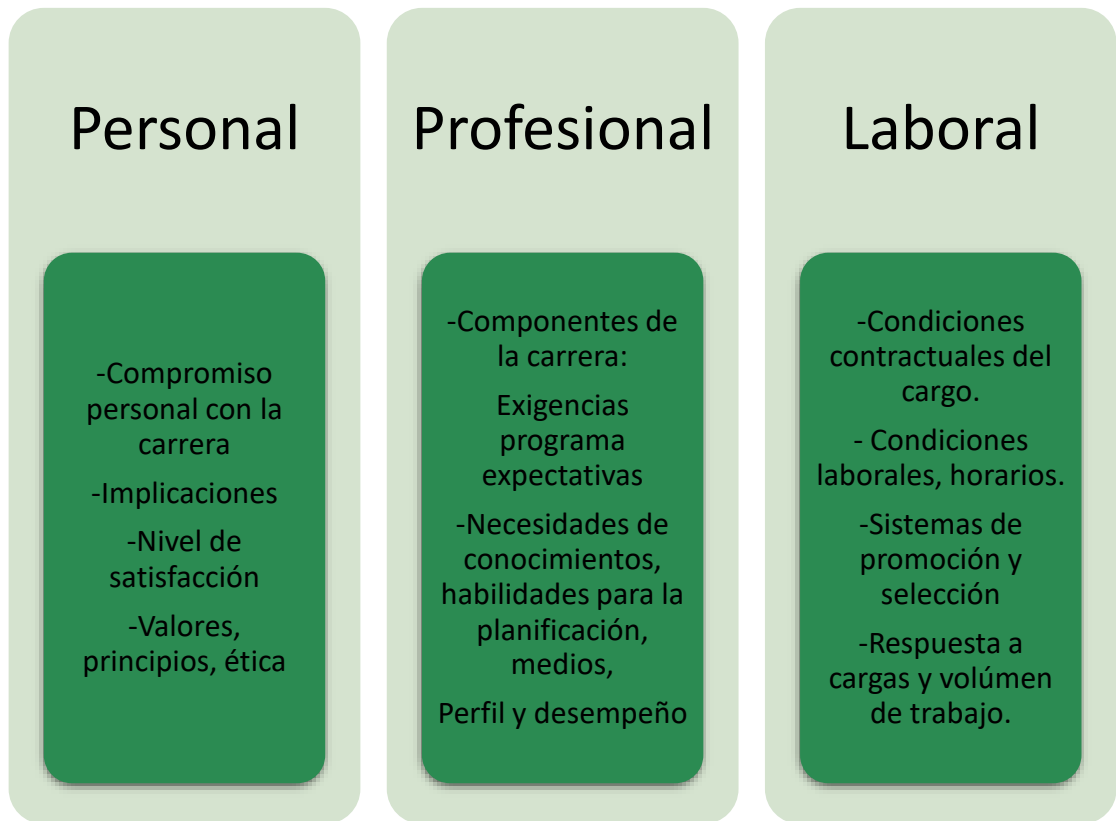 Personal
-Compromiso
personal con la
carrera
-Implicaciones
-Nivel de
satisfacción
-Valores,
principios, ética
Profesional
-Componentes de
la carrera:
Exigencias
programa
expectativas
-Necesidades de
conocimientos,
habilidades para la
planificación,
medios,
Perfil y desempeño
Laboral
-Condiciones
contractuales del
cargo.
- Condiciones
laborales, horarios.
-Sistemas de
promoción y
selección
-Respuesta a
cargas y volúmen
de trabajo.